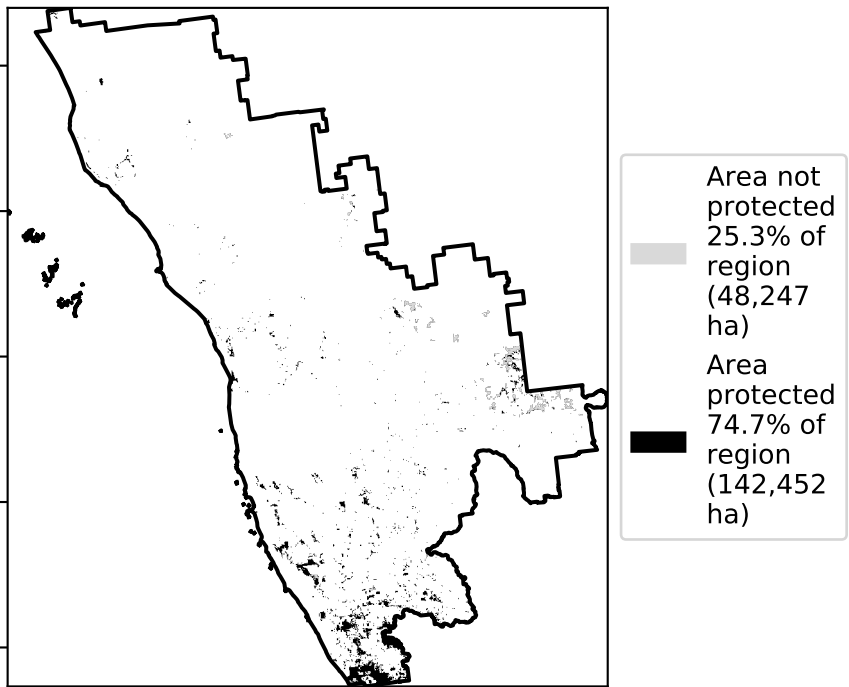 Area not
protected
25.3% of
region
(48,247
ha)
Area
protected
74.7% of
region
(142,452
ha)